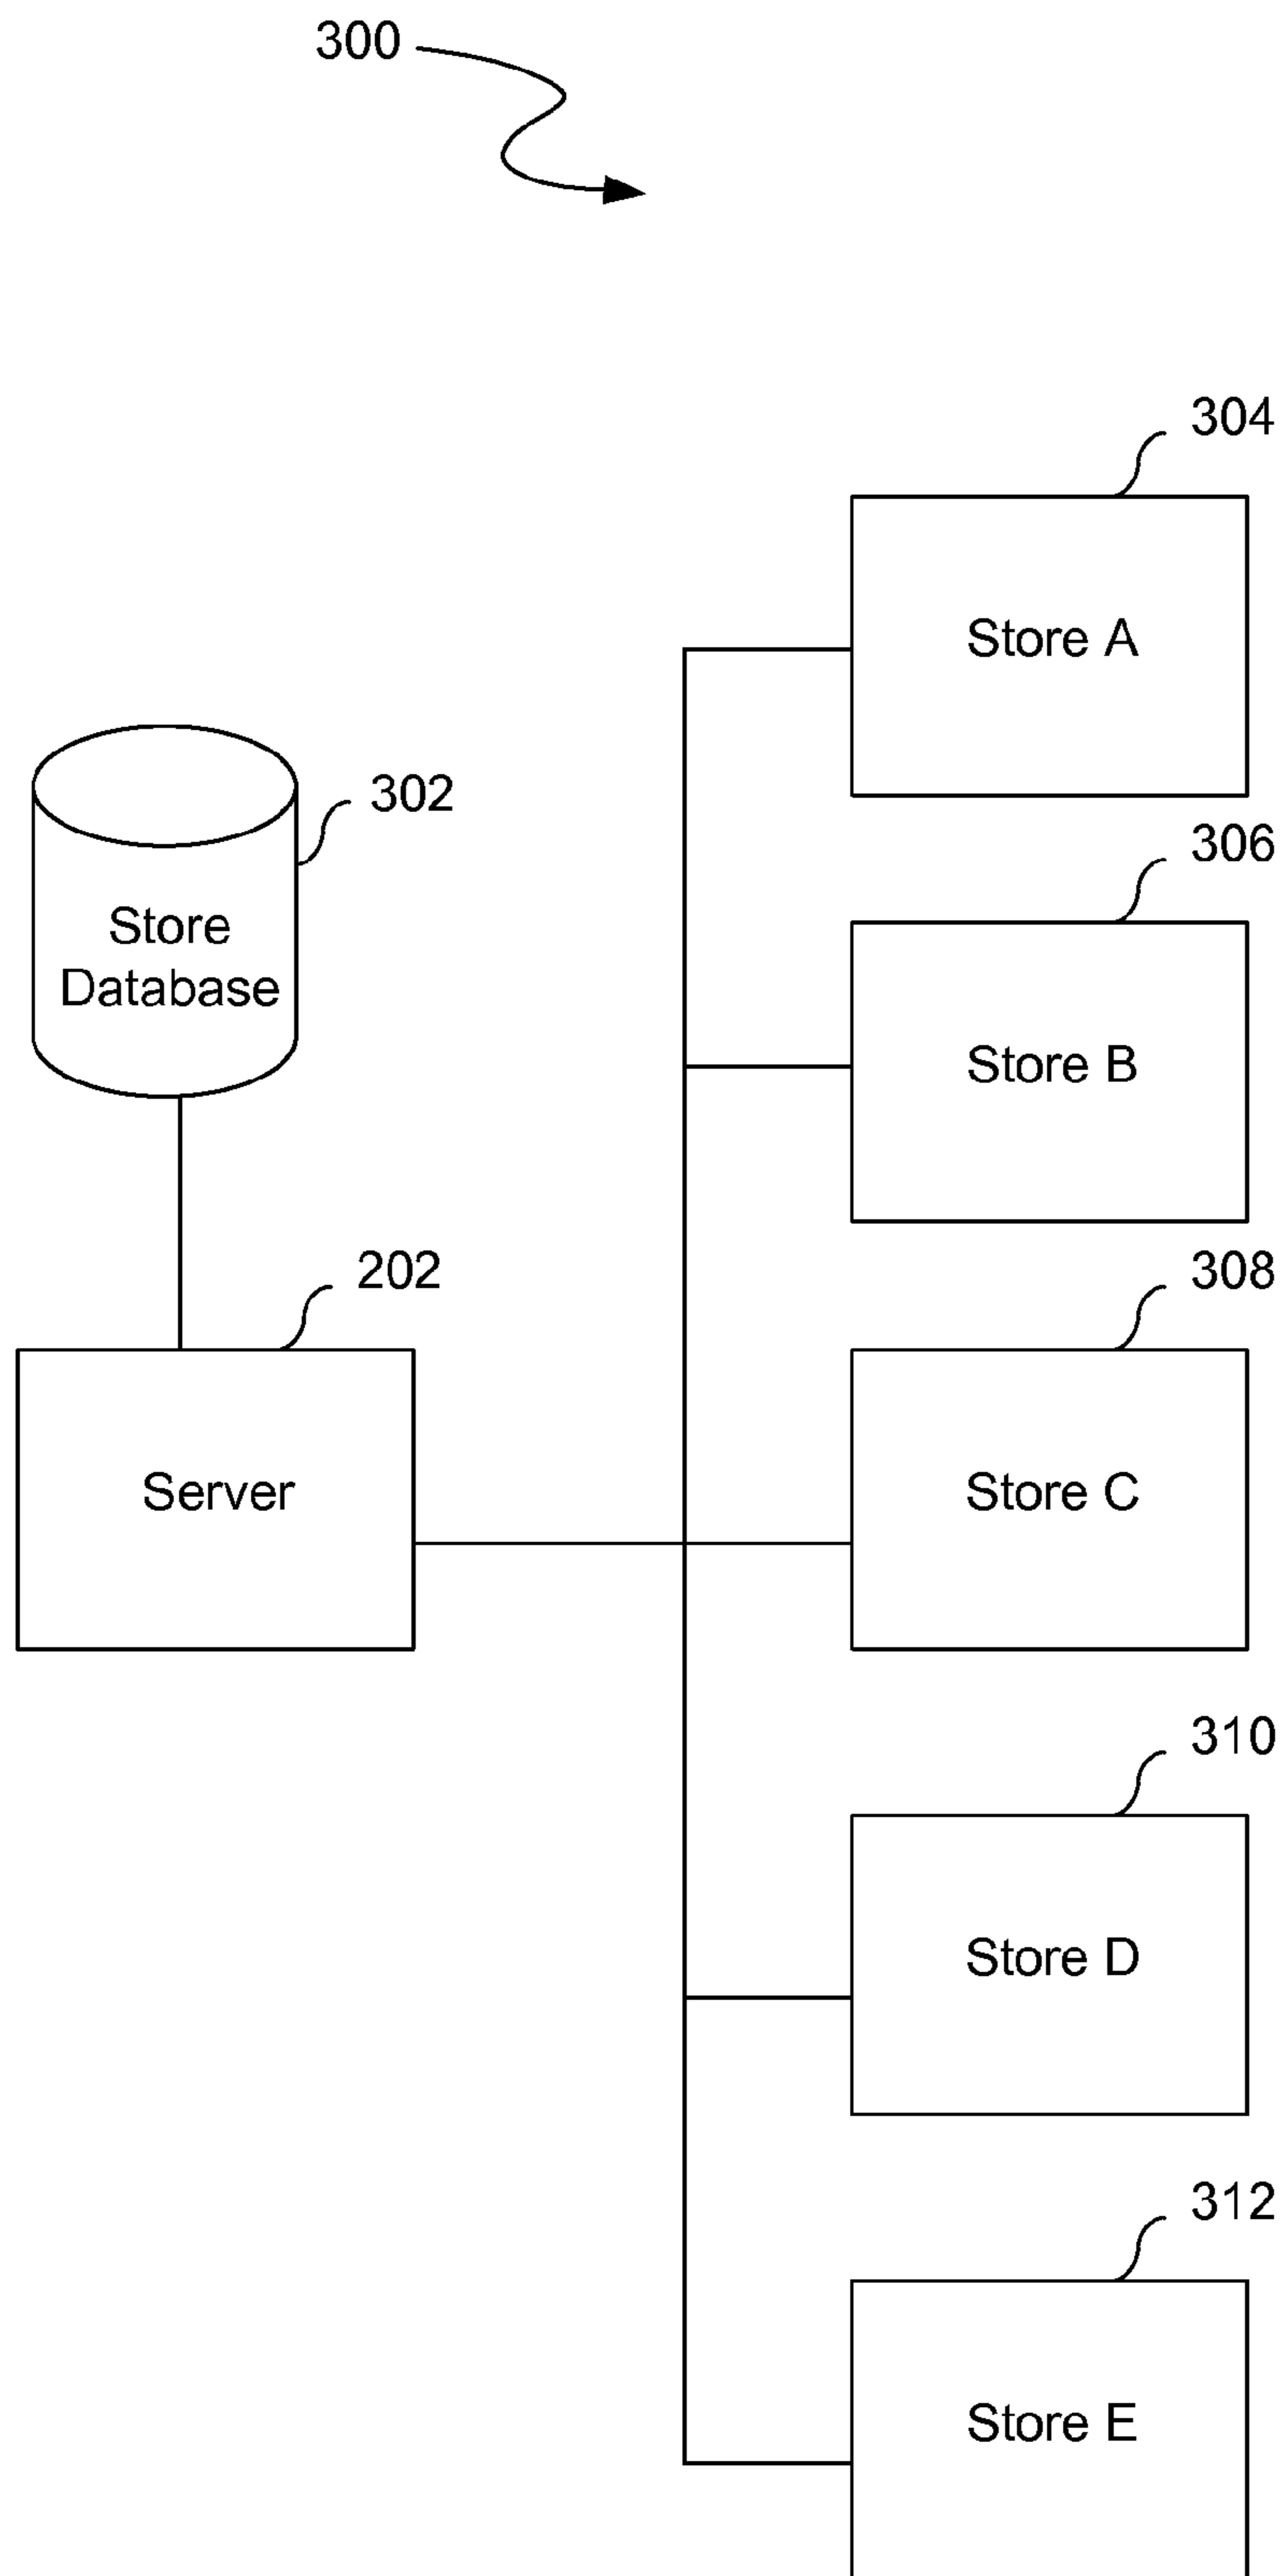 300
304
Store A
302
306
Store
Database
Store B
202
308
Server
Store C
310
Store D
312
Store E